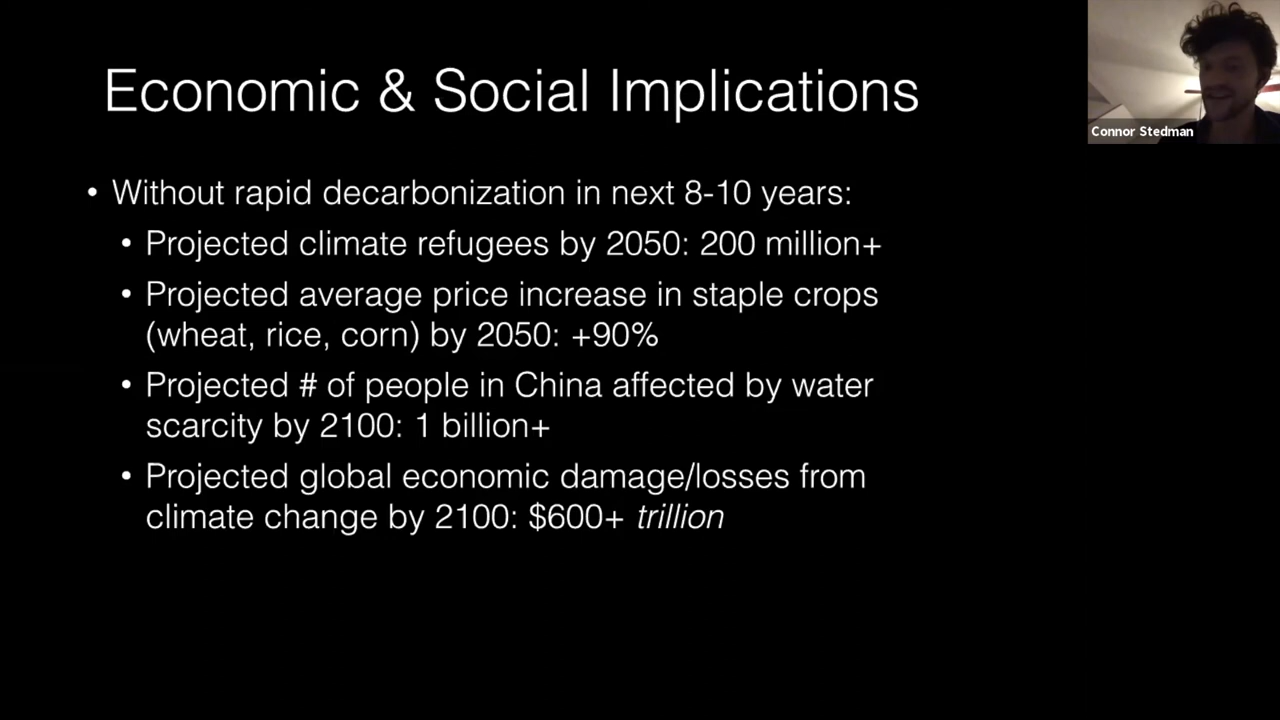 Economic & Social Implications
Connor Stedman
• Without rapid decarbonization in next 8-10 years:
• Projected climate refugees by 2050: 200 million+
• Projected average price increase in staple crops
(wheat, rice, corn) by 2050: +90%
• Projected # of people in China affected by water
scarcity by 2100: 1 billion+
• Projected global economic damage/losses from
climate change by 2100: $600+ trillion